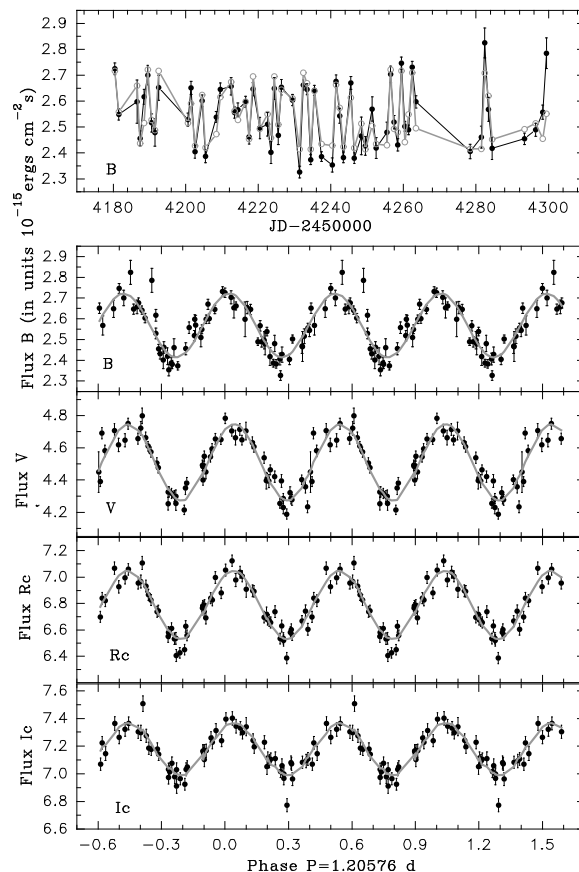 2.9
2.8
2.7
2.6
2.5
2.4
2.3
B
4180 4200 4220 4240 4260 4280 4300
JD-2450000
Flux B (in units 10⁻¹⁵ ergs cm⁻²s)
2.9
2.8
2.7
2.6
2.5
2.4
2.3
B
Flux V
4.8
4.6
4.4
4.2
V
Flux Rc
7.2
7.0
6.8
6.6
6.4
Rc
Flux Ic
7.6
7.4
7.2
7.0
6.8
6.6
Ic
−0.6 −0.3 0.0 0.3 0.6 0.9 1.2 1.5
Phase P=1.20576 d